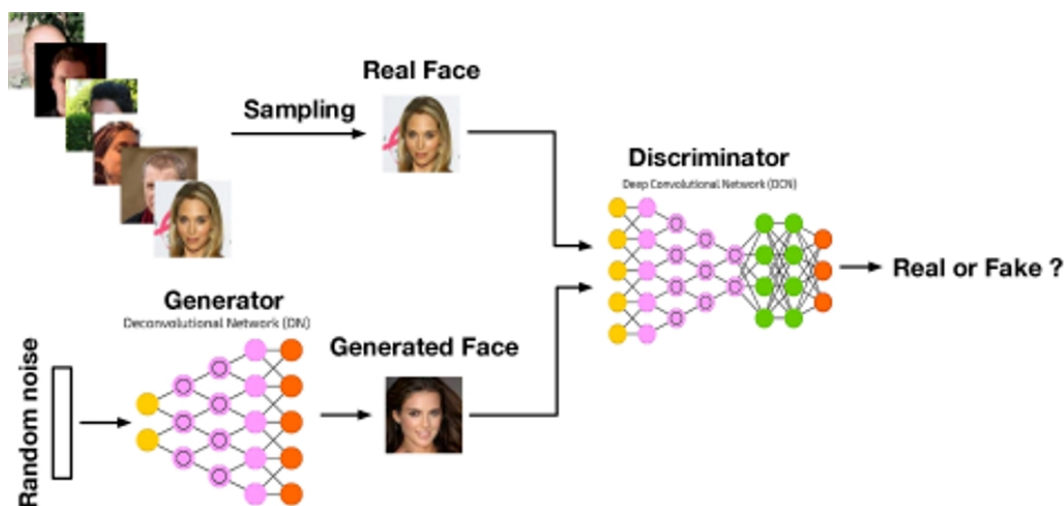 Real Face
Sampling
Discriminator
Deep Convolutional Network (DCN)
Real or Fake ?
Generator
Deconvolutional Network (DN)
Generated Face
Random noise